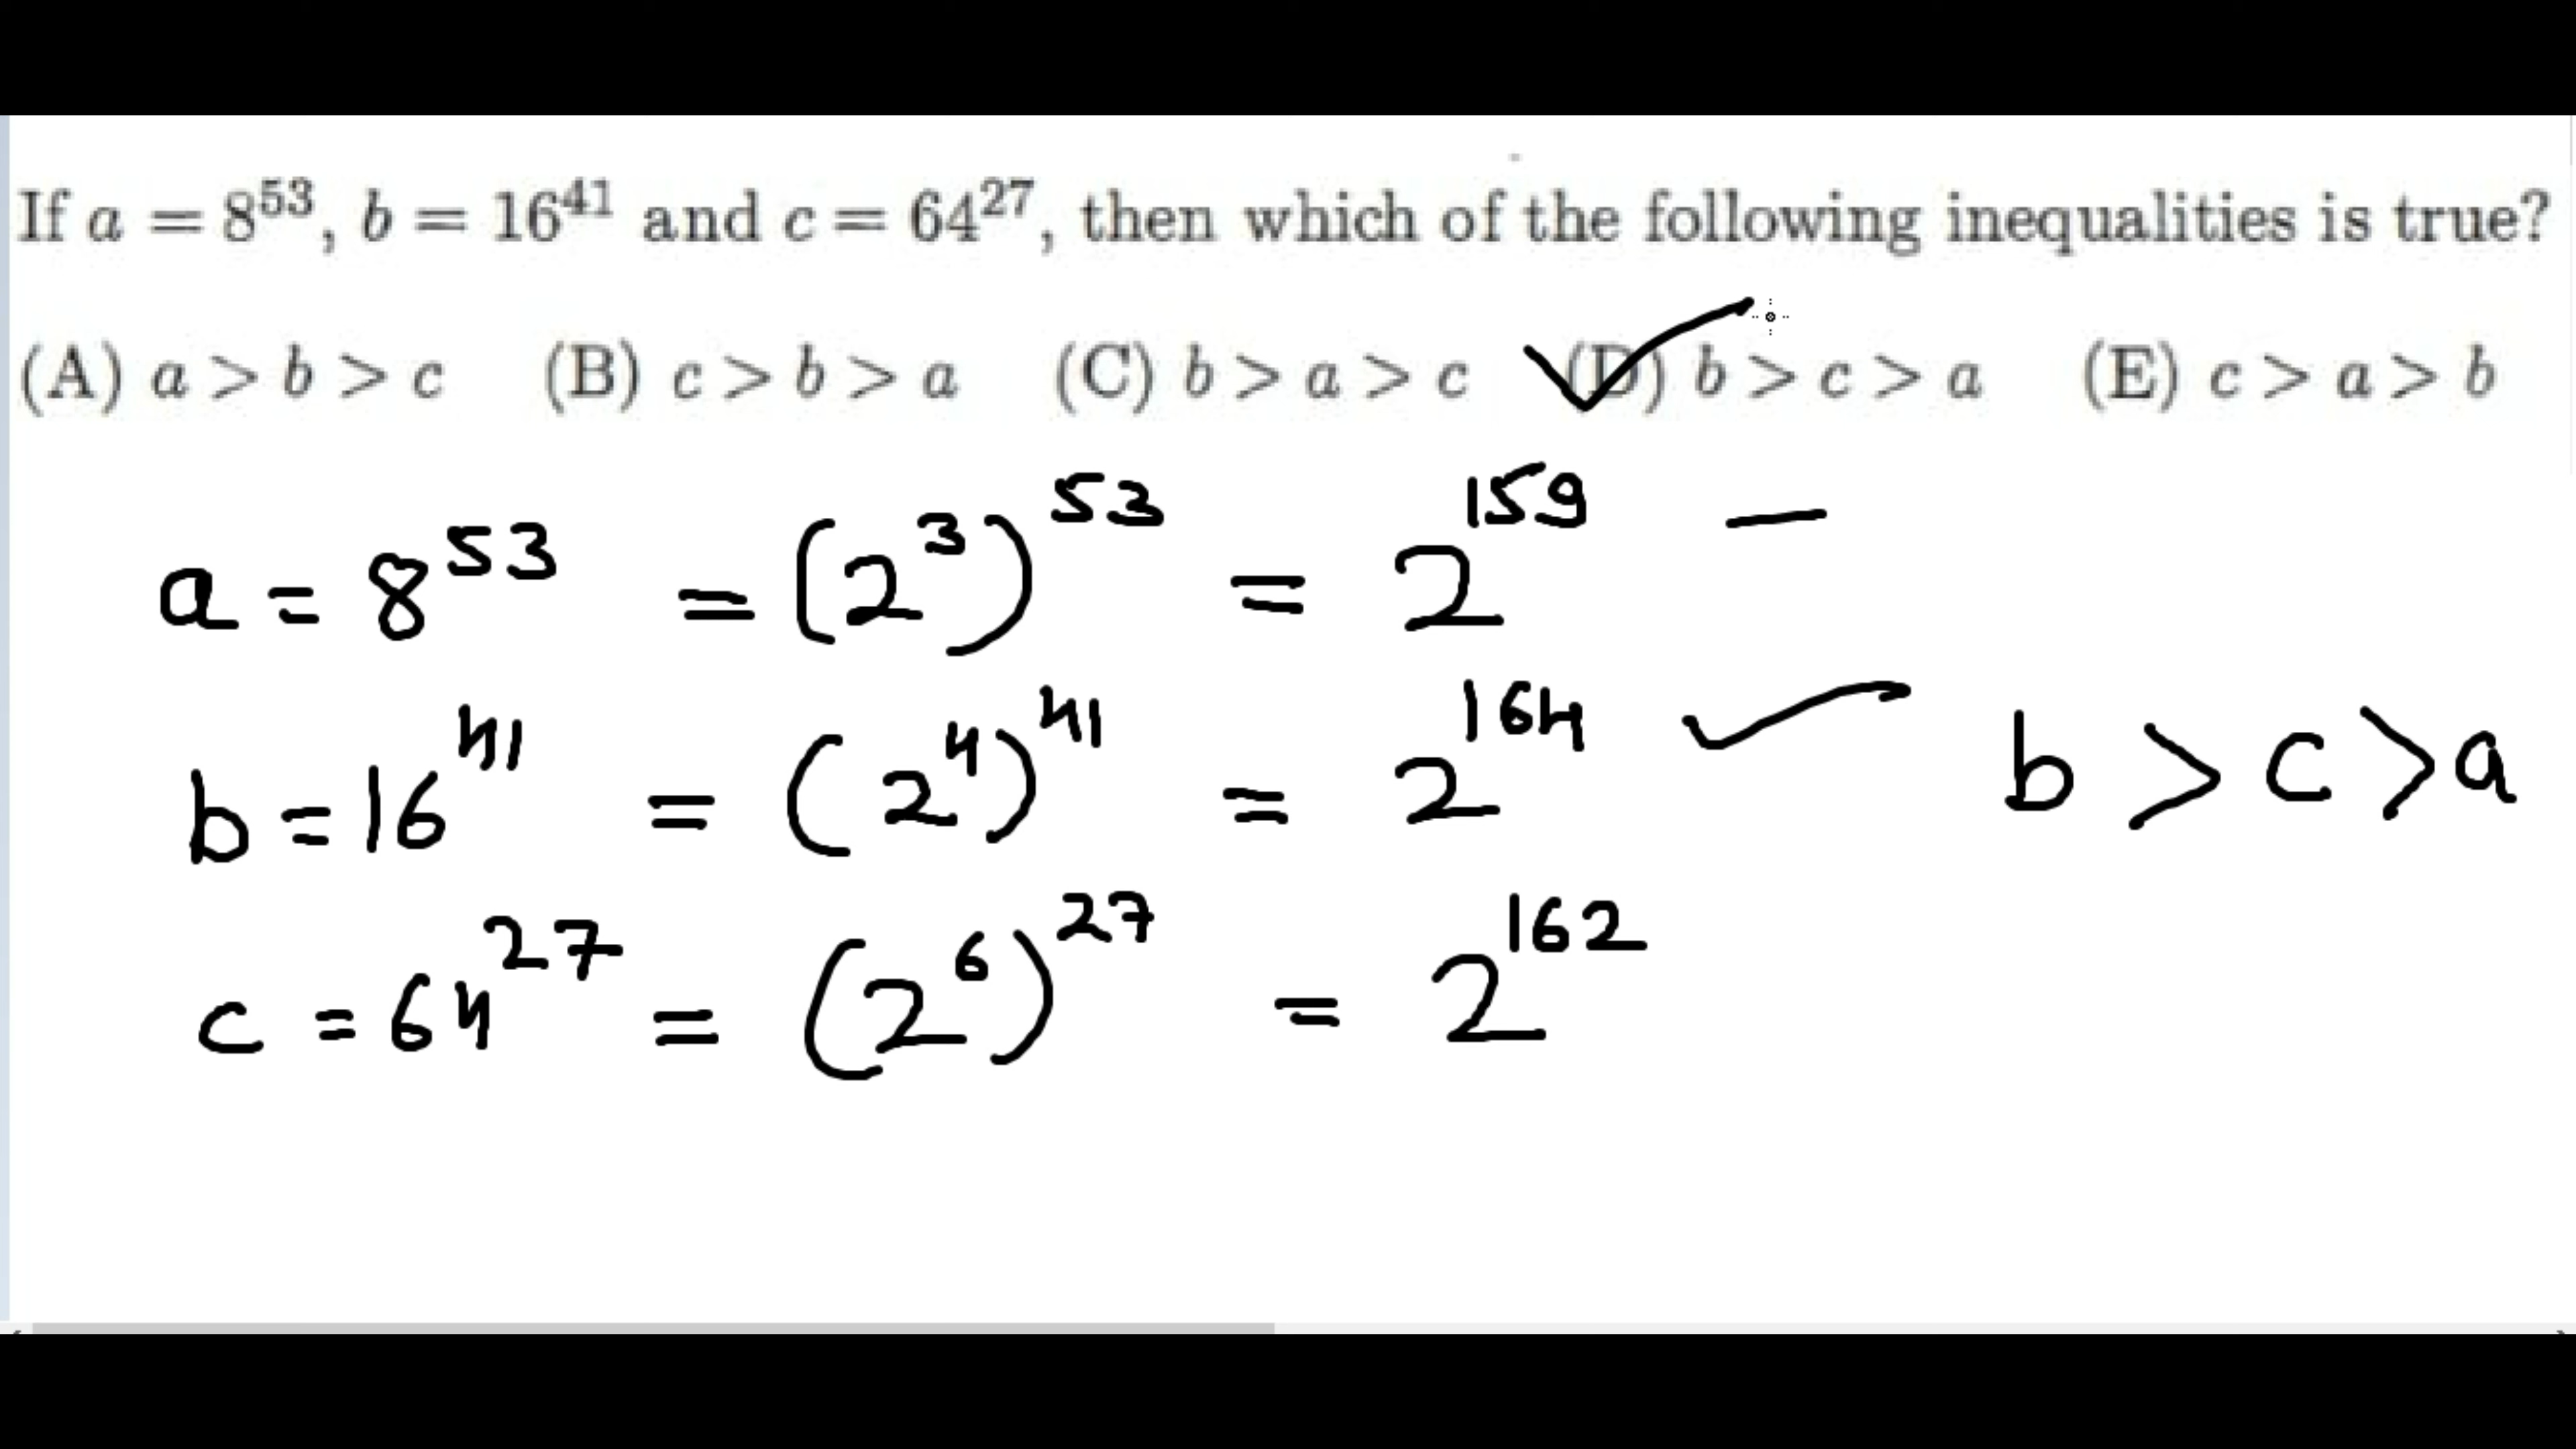 If a = 8^53, b = 16^41 and c = 64^27, then which of the following inequalities is true?
(A) a > b > c (B) c > b > a (C) b > a > c (D) b > c > a (E) c > a > b
a = 8^53 = (2^3)^53 = 2^159 —
b = 16^41 = (2^4)^41 = 2^164 ✓ b > c > a
c = 64^27 = (2^6)^27 = 2^162